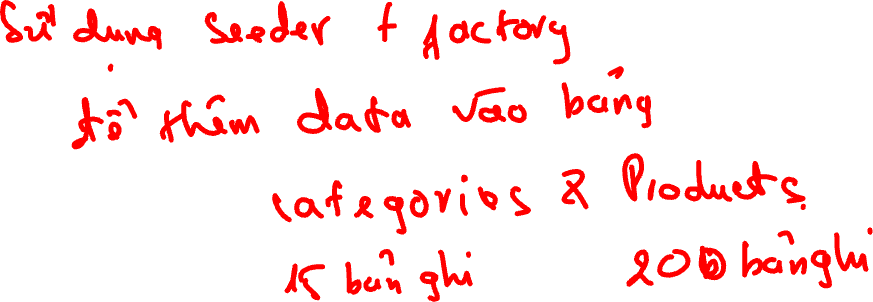 Sử dụng Seeder + factory
để thêm data vào bảng
categories & Products.
15 bản ghi 200 bản ghi